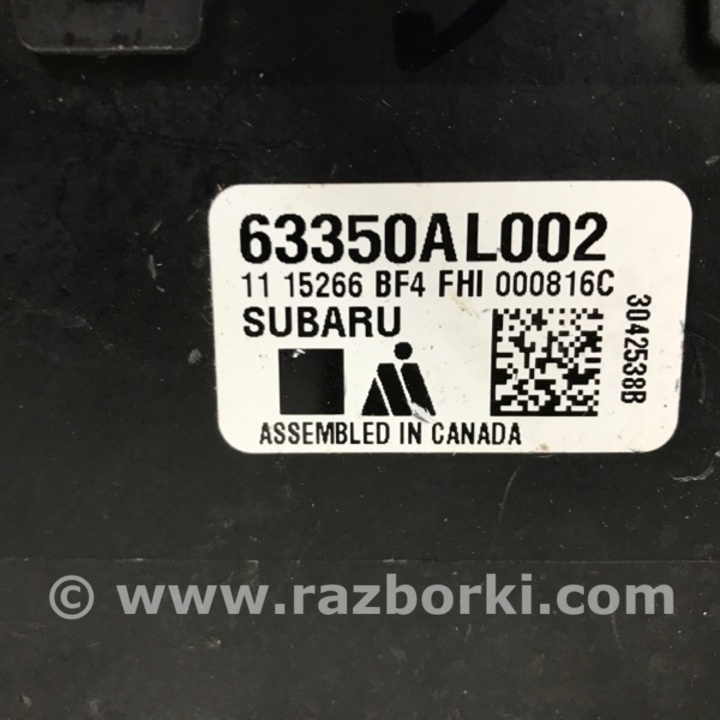 63350AL002
11 15266 BF4 FHI 000816C
SUBARU
3042538B
ASSEMBLED IN CANADA
© www.razborki.com